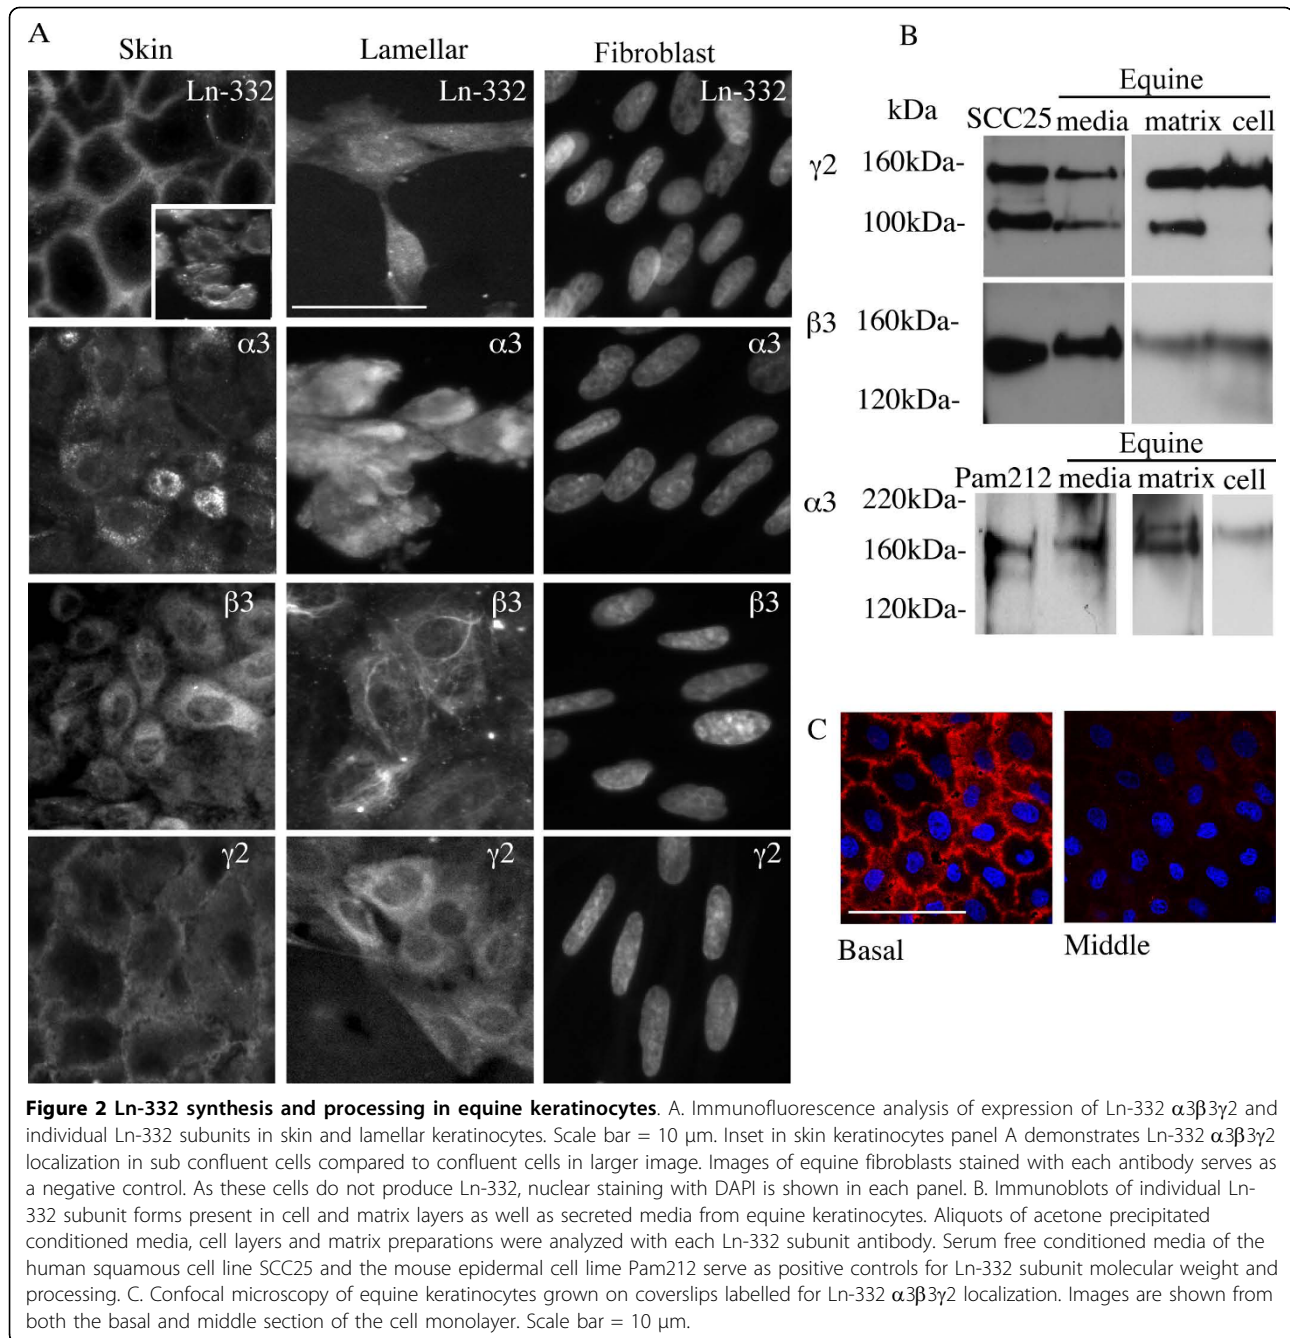 A
Skin
Lamellar
Fibroblast
Ln-332
Ln-332
Ln-332
α3
α3
α3
β3
β3
β3
γ2
γ2
γ2
B
Equine
kDa
SCC25 media matrix cell
γ2
160kDa-
100kDa-
β3
160kDa-
120kDa-
Equine
Pam212 media matrix cell
α3
220kDa-
160kDa-
120kDa-
C
Basal
Middle
Figure 2 Ln-332 synthesis and processing in equine keratinocytes. A. Immunofluorescence analysis of expression of Ln-332 α3β3γ2 and
individual Ln-332 subunits in skin and lamellar keratinocytes. Scale bar = 10 μm. Inset in skin keratinocytes panel A demonstrates Ln-332 α3β3γ2
localization in sub confluent cells compared to confluent cells in larger image. Images of equine fibroblasts stained with each antibody serves as
a negative control. As these cells do not produce Ln-332, nuclear staining with DAPI is shown in each panel. B. Immunoblots of individual Ln-
332 subunit forms present in cell and matrix layers as well as secreted media from equine keratinocytes. Aliquots of acetone precipitated
conditioned media, cell layers and matrix preparations were analyzed with each Ln-332 subunit antibody. Serum free conditioned media of the
human squamous cell line SCC25 and the mouse epidermal cell lime Pam212 serve as positive controls for Ln-332 subunit molecular weight and
processing. C. Confocal microscopy of equine keratinocytes grown on coverslips labelled for Ln-332 α3β3γ2 localization. Images are shown from
both the basal and middle section of the cell monolayer. Scale bar = 10 μm.